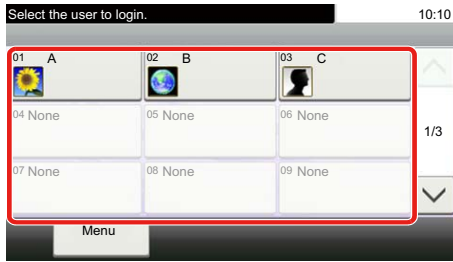 Select the user to login. 10:10
01 A 02 B 03 C
04 None 05 None 06 None
1/3
07 None 08 None 09 None
Menu